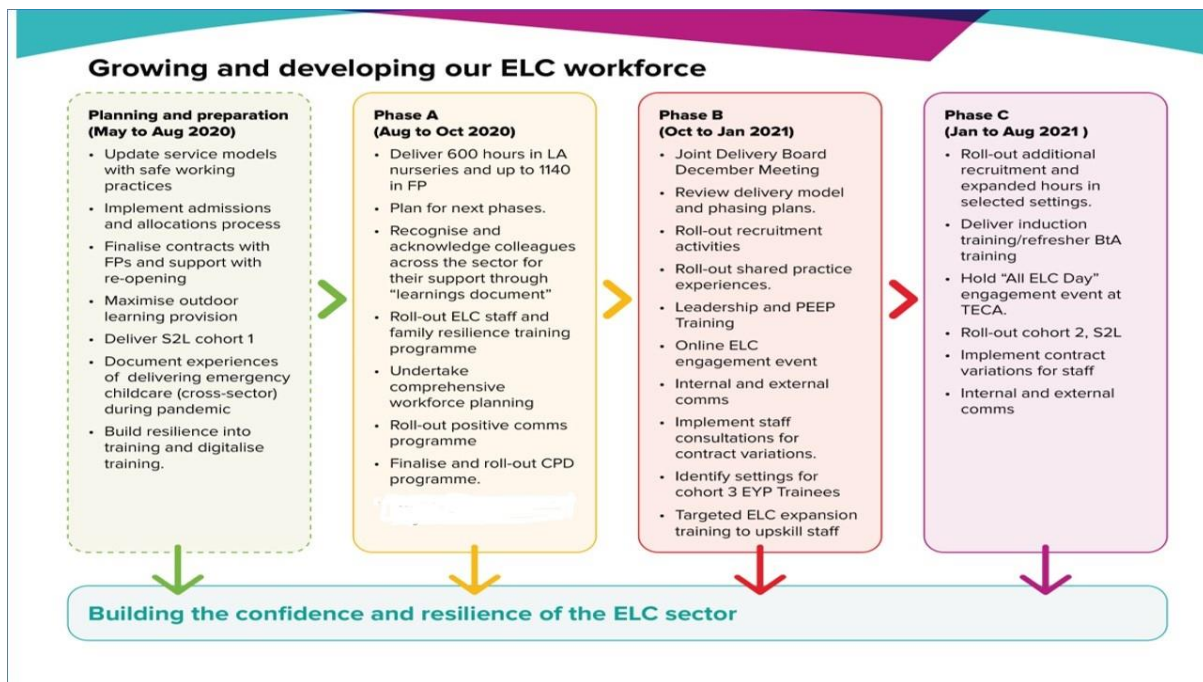 Growing and developing our ELC workforce
Planning and preparation
(May to Aug 2020)
• Update service models
with safe working
practices
• Implement admissions
and allocations process
• Finalise contracts with
FPs and support with
re-opening
• Maximise outdoor
learning provision
• Deliver S2L cohort 1
• Document experiences
of delivering emergency
childcare (cross-sector)
during pandemic
• Build resilience into
training and digitalise
training.
Phase A
(Aug to Oct 2020)
• Deliver 600 hours in LA
nurseries and up to 1140
in FP
• Plan for next phases.
• Recognise and
acknowledge colleagues
across the sector for
their support through
“learnings document”
• Roll-out ELC staff and
family resilience training
programme
• Undertake
comprehensive
workforce planning
• Roll-out positive comms
programme
• Finalise and roll-out CPD
programme.
Phase B
(Oct to Jan 2021)
• Joint Delivery Board
December Meeting
• Review delivery model
and phasing plans.
• Roll-out recruitment
activities
• Roll-out shared practice
experiences.
• Leadership and PEEP
Training
• Online ELC
engagement event
• Internal and external
comms
• Implement staff
consultations for
contract variations.
• Identify settings for
cohort 3 EYP Trainees
• Targeted ELC expansion
training to upskill staff
Phase C
(Jan to Aug 2021 )
• Roll-out additional
recruitment and
expanded hours in
selected settings.
• Deliver induction
training/refresher BtA
training
• Hold “All ELC Day”
engagement event at
TECA.
• Roll-out cohort 2, S2L
• Implement contract
variations for staff
• Internal and external
comms
Building the confidence and resilience of the ELC sector